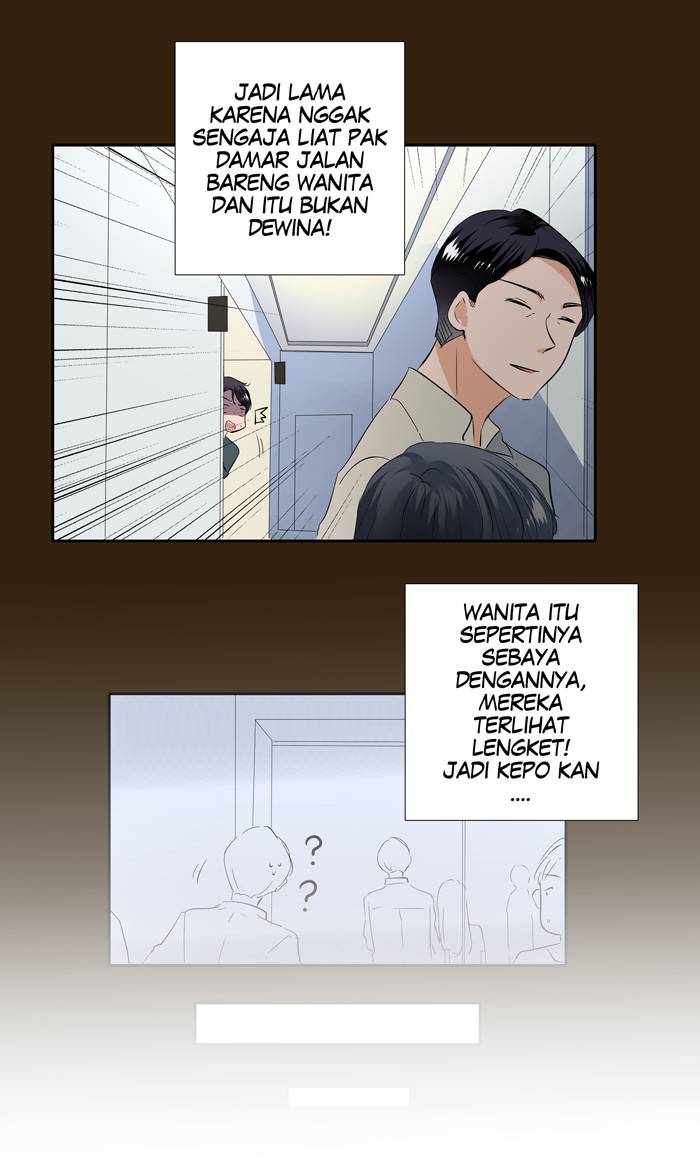 JADI LAMA
KARENA NGGAK
SENGAJA LIAT PAK
DAMAR JALAN
BARENG WANITA
DAN ITU BUKAN
DEWINA!
WANITA ITU
SEPERTINYA
SEBAYA
DENGANNYA,
MEREKA
TERLIHAT
LENGKET!
JADI KEPO KAN
....
?
?